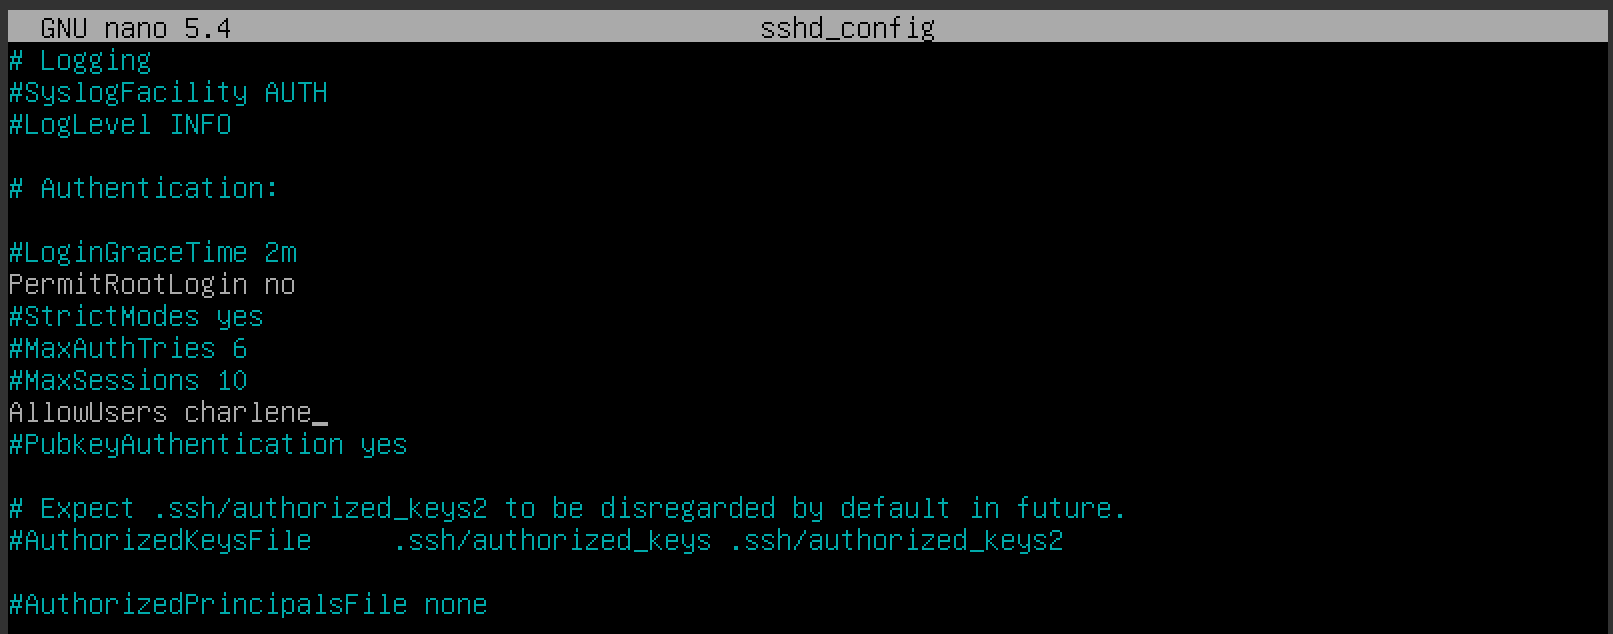 GNU nano 5.4 sshd_config
# Logging
#SyslogFacility AUTH
#LogLevel INFO
# Authentication:
#LoginGraceTime 2m
PermitRootLogin no
#StrictModes yes
#MaxAuthTries 6
#MaxSessions 10
AllowUsers charlene_
#PubkeyAuthentication yes
# Expect .ssh/authorized_keys2 to be disregarded by default in future.
#AuthorizedKeysFile     .ssh/authorized_keys .ssh/authorized_keys2
#AuthorizedPrincipalsFile none